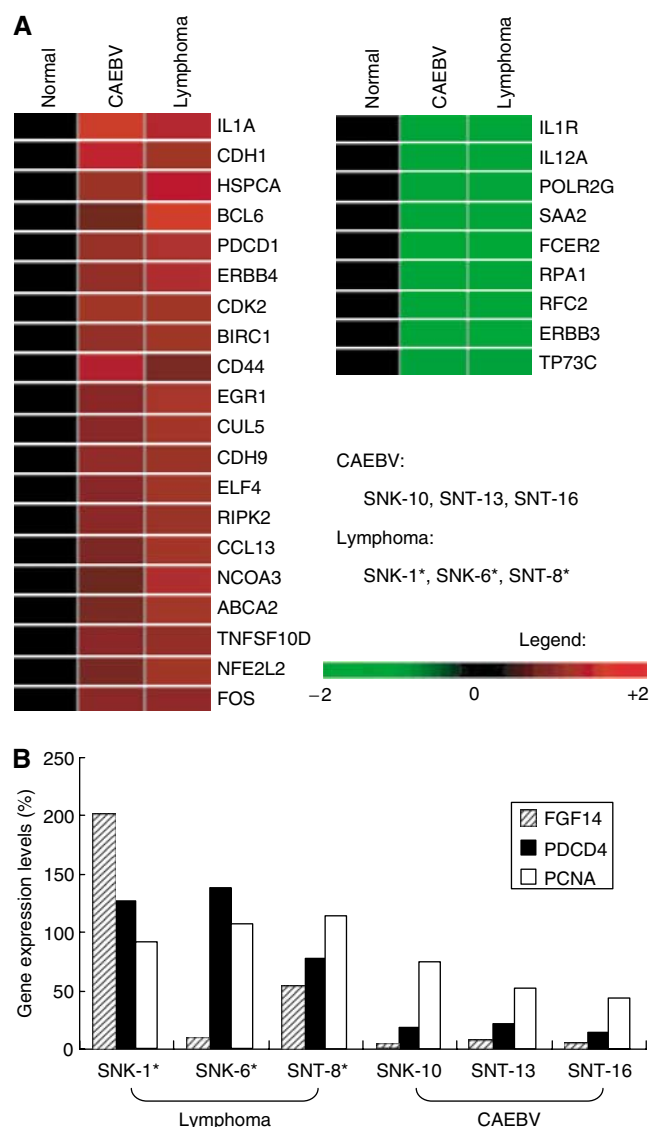 A
Normal
CAEBV
Lymphoma
IL1A
CDH1
HSPCA
BCL6
PDCD1
ERBB4
CDK2
BIRC1
CD44
EGR1
CUL5
CDH9
ELF4
RIPK2
CCL13
NCOA3
ABCA2
TNFSF10D
NFE2L2
FOS
Normal
CAEBV
Lymphoma
IL1R
IL12A
POLR2G
SAA2
FCER2
RPA1
RFC2
ERBB3
TP73C
CAEBV:
SNK-10, SNT-13, SNT-16
Lymphoma:
SNK-1*, SNK-6*, SNT-8*
Legend:
−2 0 +2
B
Gene expression levels (%)
250
200
150
100
50
0
FGF14
PDCD4
PCNA
SNK-1* SNK-6* SNT-8* SNK-10 SNT-13 SNT-16
Lymphoma CAEBV